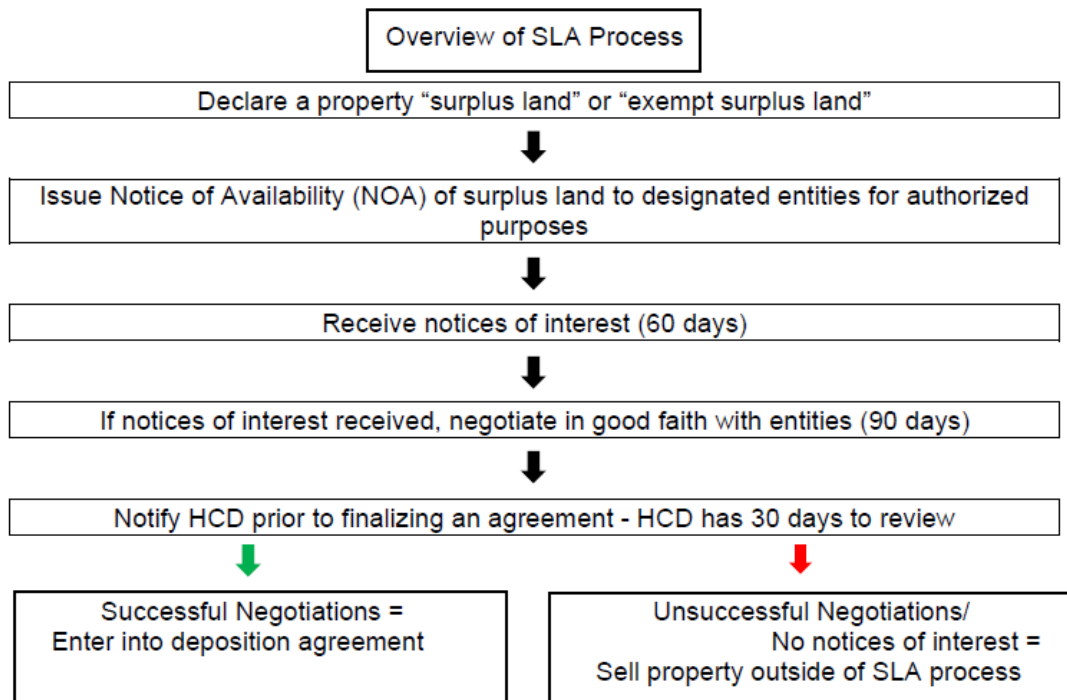 Overview of SLA Process
Declare a property “surplus land” or “exempt surplus land”
Issue Notice of Availability (NOA) of surplus land to designated entities for authorized
purposes
Receive notices of interest (60 days)
If notices of interest received, negotiate in good faith with entities (90 days)
Notify HCD prior to finalizing an agreement - HCD has 30 days to review
Successful Negotiations =
Enter into deposition agreement
Unsuccessful Negotiations/
No notices of interest =
Sell property outside of SLA process